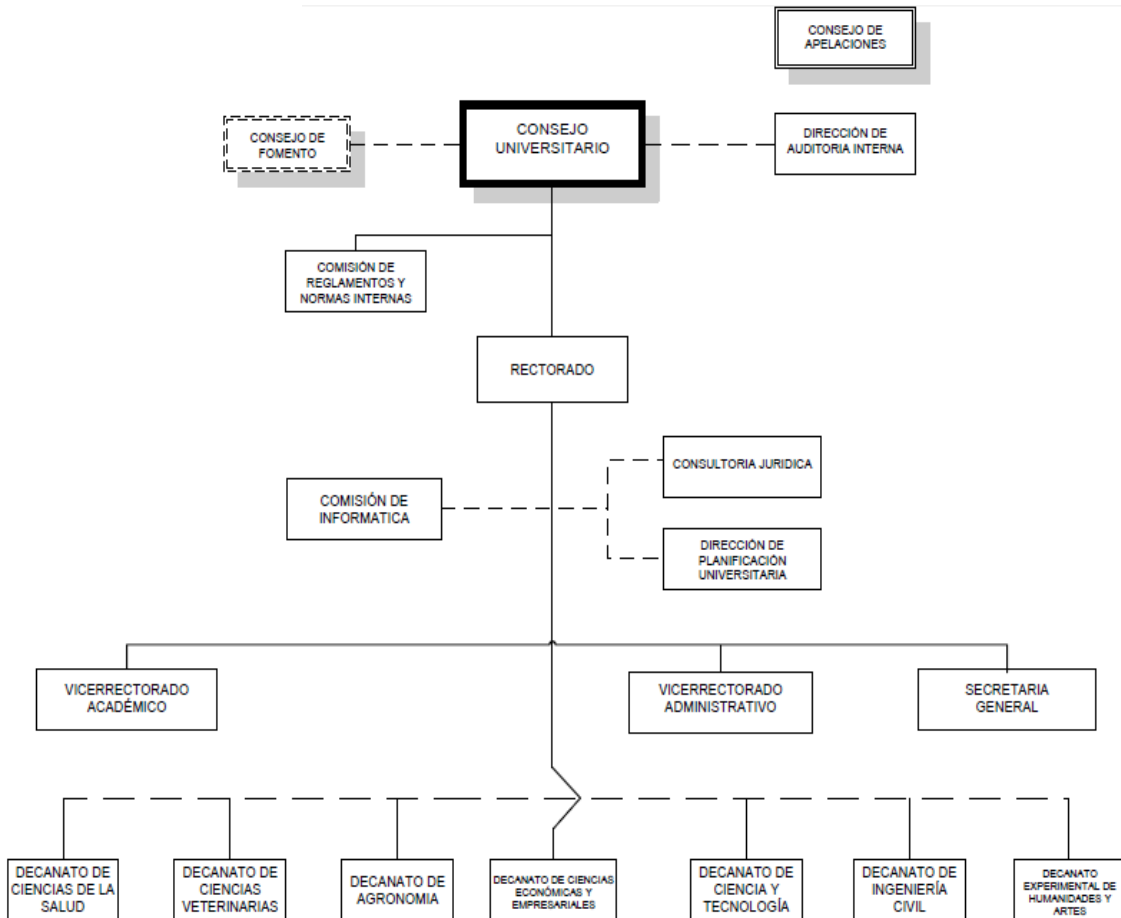 CONSEJO DE
APELACIONES
CONSEJO DE
FOMENTO
CONSEJO
UNIVERSITARIO
DIRECCIÓN DE
AUDITORIA INTERNA
COMISIÓN DE
REGLAMENTOS Y
NORMAS INTERNAS
RECTORADO
CONSULTORIA JURIDICA
COMISIÓN DE
INFORMATICA
DIRECCIÓN DE
PLANIFICACIÓN
UNIVERSITARIA
VICERRECTORADO
ACADÉMICO
VICERRECTORADO
ADMINISTRATIVO
SECRETARIA
GENERAL
DECANATO DE
CIENCIAS DE LA
SALUD
DECANATO DE
CIENCIAS
VETERINARIAS
DECANATO DE
AGRONOMIA
DECANATO DE CIENCIAS
ECONÓMICAS Y
EMPRESARIALES
DECANATO DE
CIENCIA Y
TECNOLOGÍA
DECANATO DE
INGENIERÍA
CIVIL
DECANATO
EXPERIMENTAL DE
HUMANIDADES Y
ARTES